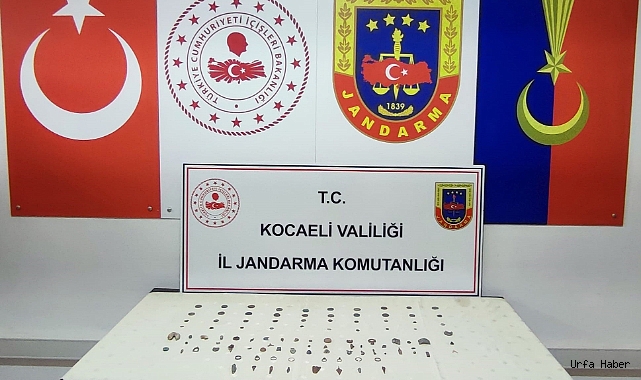 TÜRKİYE CUMHURİYETİ İÇİŞLERİ BAKANLIĞI
1839
JANDARMA
T.C.
KOCAELİ VALİLİĞİ
İL JANDARMA KOMUTANLIĞI
Urfa Haber